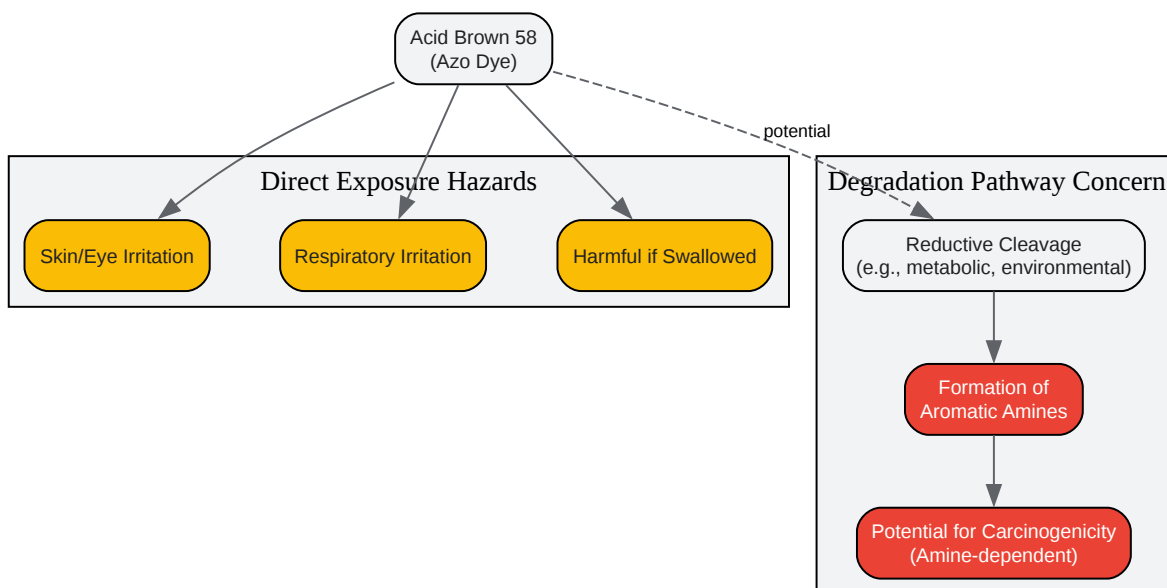 Acid Brown 58
(Azo Dye)
potential
Direct Exposure Hazards
Degradation Pathway Concern
Skin/Eye Irritation
Respiratory Irritation
Harmful if Swallowed
Reductive Cleavage
(e.g., metabolic, environmental)
Formation of
Aromatic Amines
Potential for Carcinogenicity
(Amine-dependent)